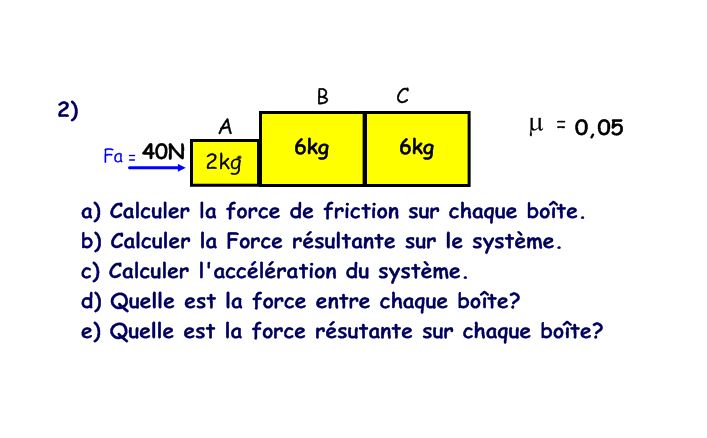 2)
A B C
Fa = 40N 2kg 6kg 6kg
μ = 0,05
a) Calculer la force de friction sur chaque boîte.
b) Calculer la Force résultante sur le système.
c) Calculer l'accélération du système.
d) Quelle est la force entre chaque boîte?
e) Quelle est la force résutante sur chaque boîte?